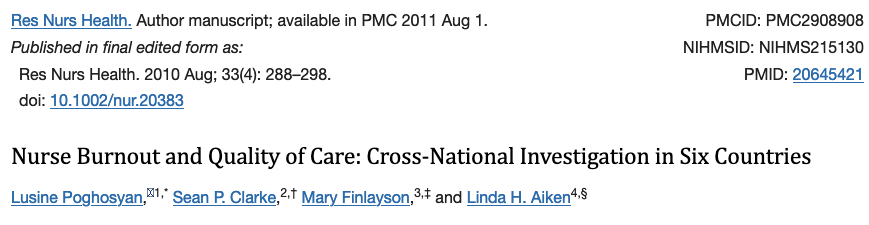 Res Nurs Health. Author manuscript; available in PMC 2011 Aug 1.
Published in final edited form as:
Res Nurs Health. 2010 Aug; 33(4): 288–298.
doi: 10.1002/nur.20383
PMCID: PMC2908908
NIHMSID: NIHMS215130
PMID: 20645421
Nurse Burnout and Quality of Care: Cross-National Investigation in Six Countries
Lusine Poghosyan,1,* Sean P. Clarke,2,† Mary Finlayson,3,‡ and Linda H. Aiken4,§